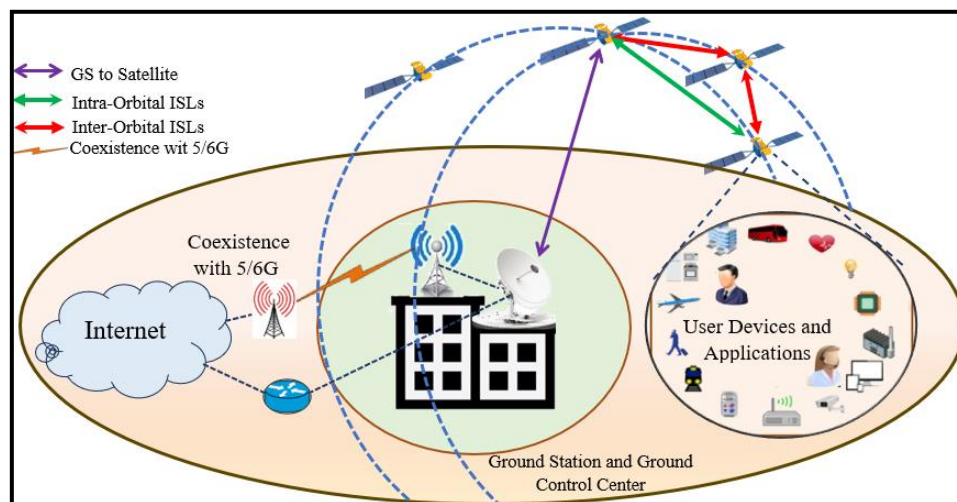 GS to Satellite
Intra-Orbital ISLs
Inter-Orbital ISLs
Coexistence wit 5/6G
Coexistence
with 5/6G
Internet
User Devices and
Applications
Ground Station and Ground
Control Center